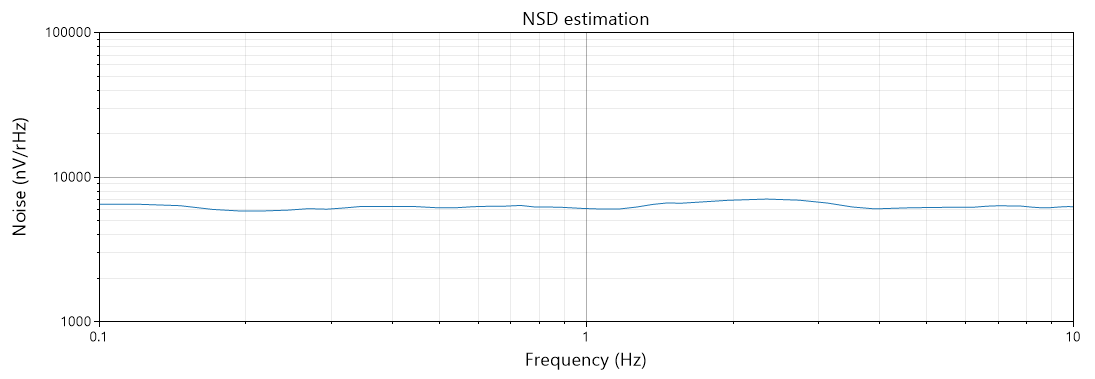 NSD estimation
100000
10000
1000
Noise (nV/rHz)
0.1
1
10
Frequency (Hz)